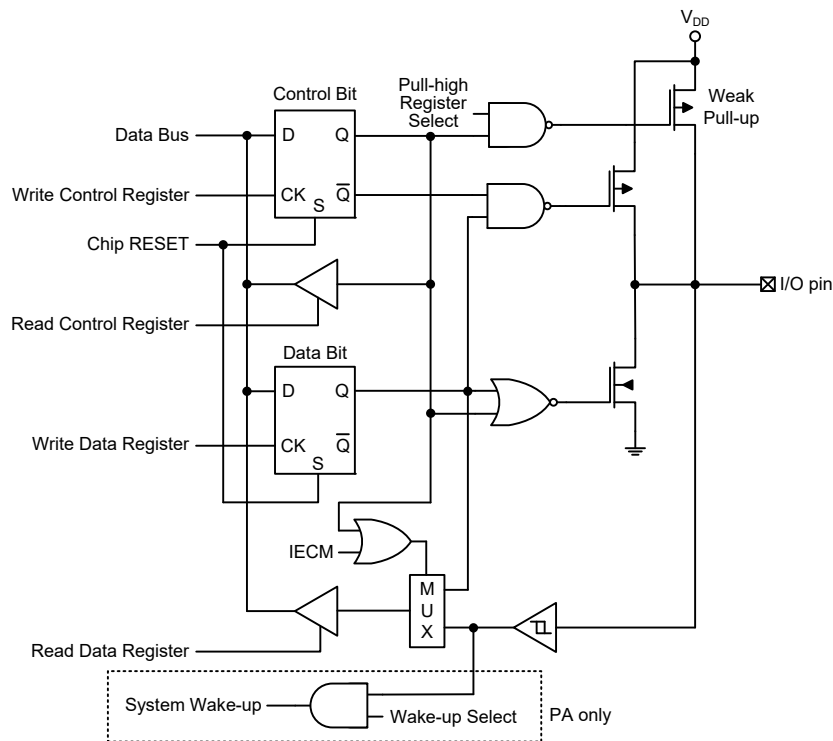 VDD
Control Bit
Pull-high
Register
Select
Weak
Pull-up
Data Bus
D
Q
Write Control Register
CK
Q
S
Chip RESET
I/O pin
Read Control Register
Data Bit
D
Q
Write Data Register
CK
Q
S
IECM
M
U
X
Read Data Register
System Wake-up
Wake-up Select
PA only